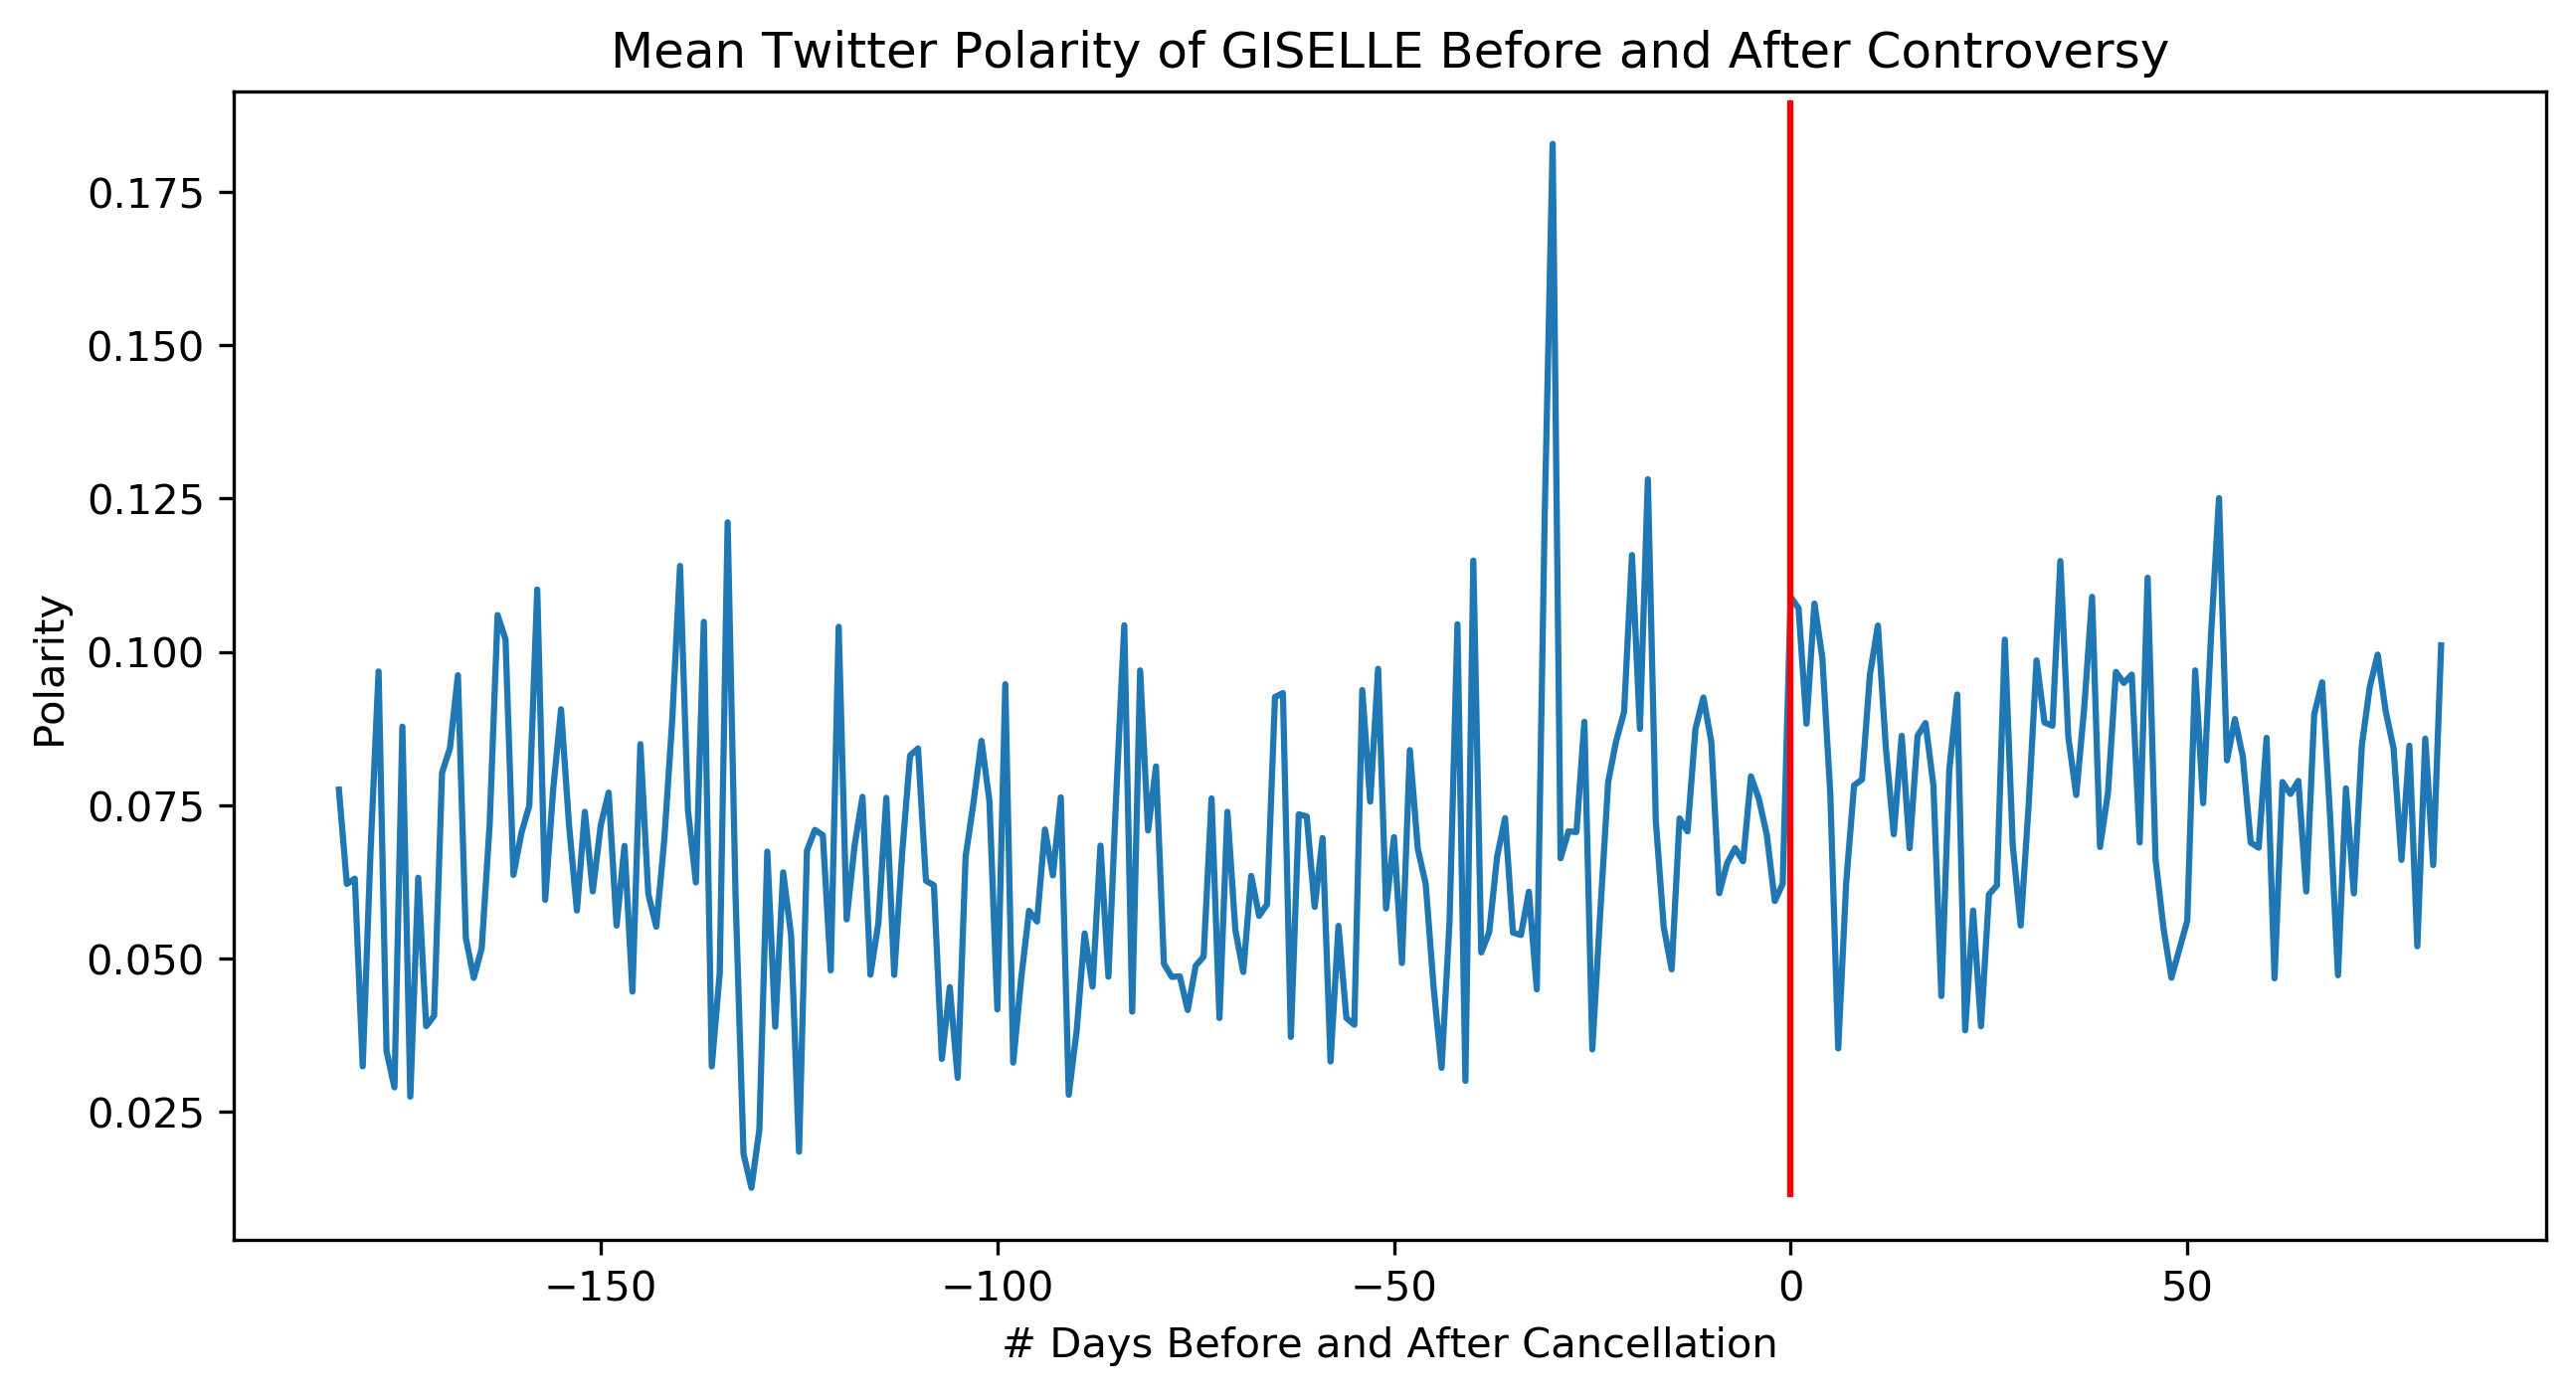 Mean Twitter Polarity of GISELLE Before and After Controversy
Polarity
0.175
0.150
0.125
0.100
0.075
0.050
0.025
−150 −100 −50 0 50
# Days Before and After Cancellation